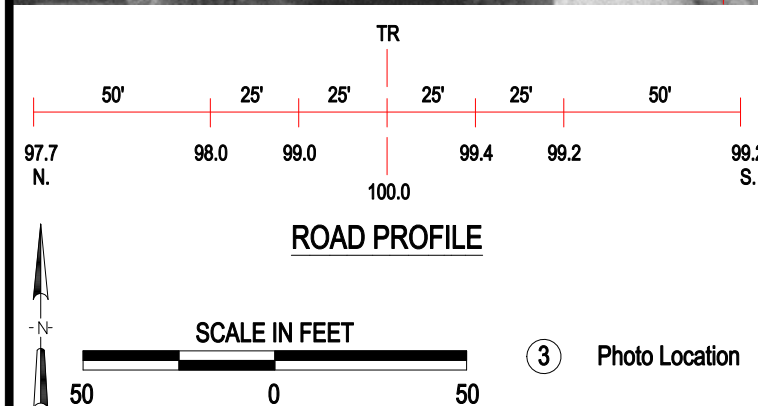 TR
50' 25' 25' 25' 25' 50'
97.7 98.0 99.0 99.4 99.2
N. S.
100.0
ROAD PROFILE
-N-
SCALE IN FEET
3 Photo Location
50 0 50